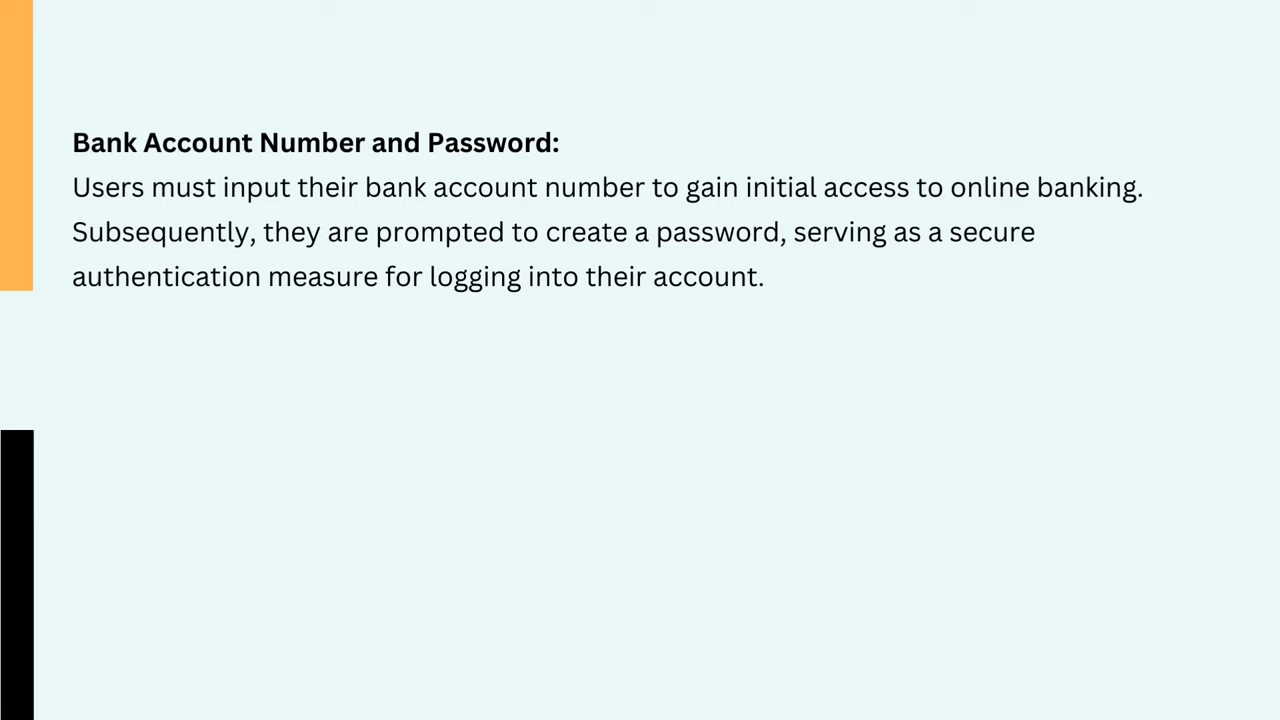 Bank Account Number and Password:
Users must input their bank account number to gain initial access to online banking.
Subsequently, they are prompted to create a password, serving as a secure
authentication measure for logging into their account.